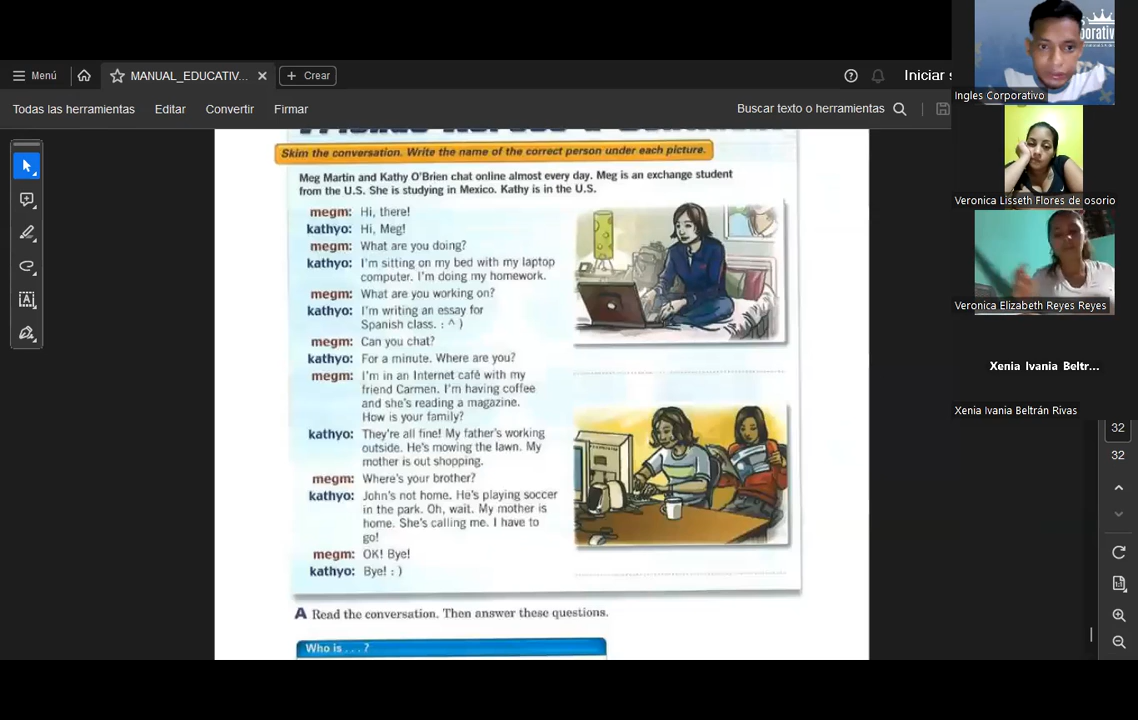 Menú
MANUAL_EDUCATIV...
Crear
Iniciar s
Todas las herramientas
Editar
Convertir
Firmar
Buscar texto o herramientas
Skim the conversation. Write the name of the correct person under each picture.
Meg Martin and Kathy O'Brien chat online almost every day. Meg is an exchange student
from the U.S. She is studying in Mexico. Kathy is in the U.S.
megm: Hi, there!
kathyo: Hi, Meg!
megm: What are you doing?
kathyo: I'm sitting on my bed with my laptop
computer. I'm doing my homework.
megm: What are you working on?
kathyo: I'm writing an essay for
Spanish class. : ^ )
megm: Can you chat?
kathyo: For a minute. Where are you?
megm: I'm in an Internet café with my
friend Carmen. I'm having coffee
and she's reading a magazine.
How is your family?
kathyo: They're all fine! My father's working
outside. He's mowing the lawn. My
mother is out shopping.
megm: Where's your brother?
kathyo: John's not home. He's playing soccer
in the park. Oh, wait. My mother is
home. She's calling me. I have to
go!
megm: OK! Bye!
kathyo: Bye! : )
A Read the conversation. Then answer these questions.
Who is . . . ?
orporativ
Ingles Corporativo
Veronica Lisseth Flores de osorio
Veronica Elizabeth Reyes Reyes
Xenia Ivania Beltr...
Xenia Ivania Beltrán Rivas
32
32